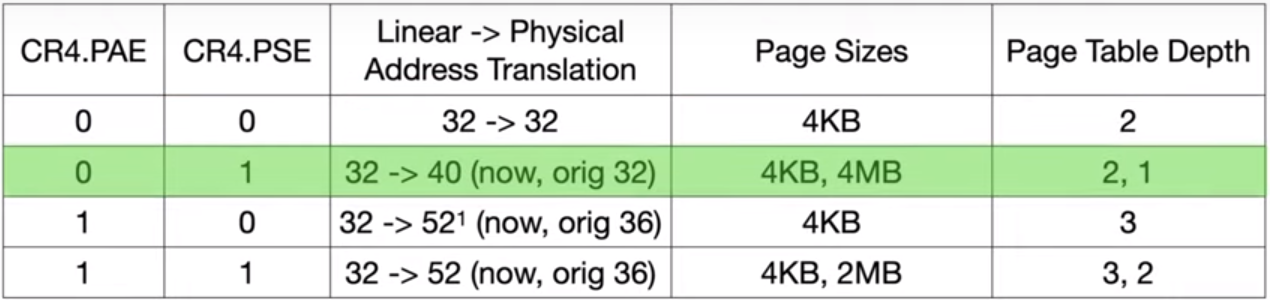 CR4.PAE CR4.PSE Linear -> Physical Address Translation Page Sizes Page Table Depth
0 0 32 -> 32 4KB 2
0 1 32 -> 40 (now, orig 32) 4KB, 4MB 2, 1
1 0 32 -> 52¹ (now, orig 36) 4KB 3
1 1 32 -> 52 (now, orig 36) 4KB, 2MB 3, 2